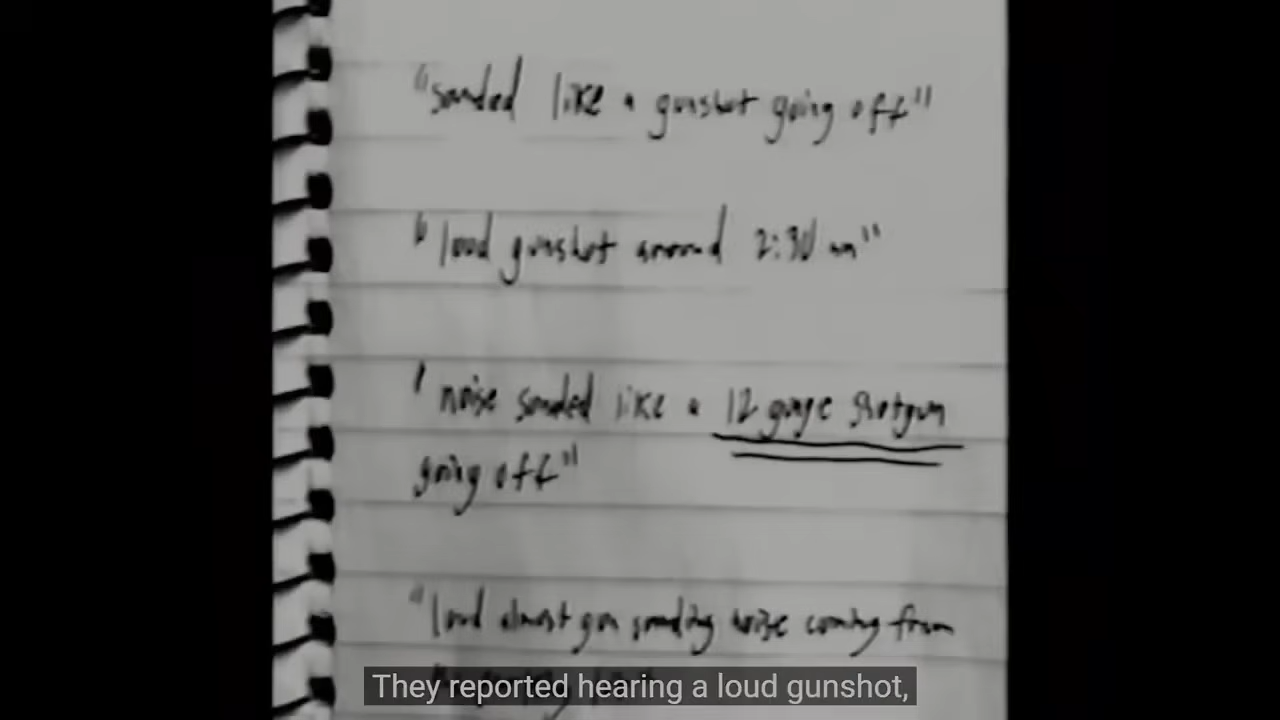 "sounded like a gunshot going off"
"loud gunshot around 2:30 am"
"noise sounded like a 12 gauge shotgun
going off"
"loud almost gun sounding noise coming from
They reported hearing a loud gunshot,